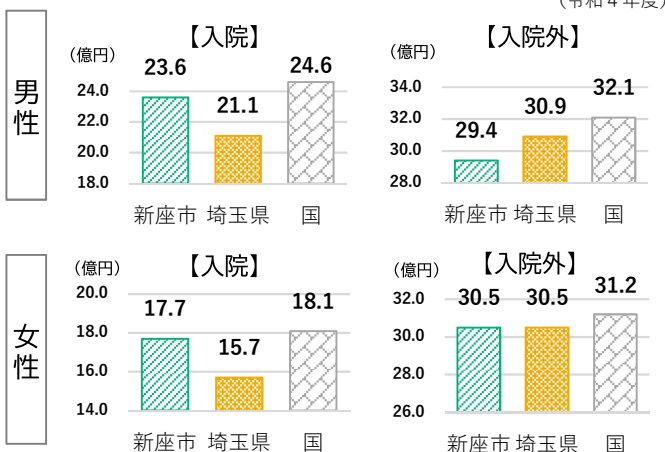 （令和４年度）
男性
【入院】
（億円）
23.6
21.1
24.6
24.0
22.0
20.0
18.0
新座市 埼玉県 国
【入院外】
（億円）
29.4
30.9
32.1
34.0
32.0
30.0
28.0
新座市 埼玉県 国
女性
【入院】
（億円）
17.7
15.7
18.1
20.0
18.0
16.0
14.0
新座市 埼玉県 国
【入院外】
（億円）
30.5
30.5
31.2
32.0
30.0
28.0
26.0
新座市 埼玉県 国